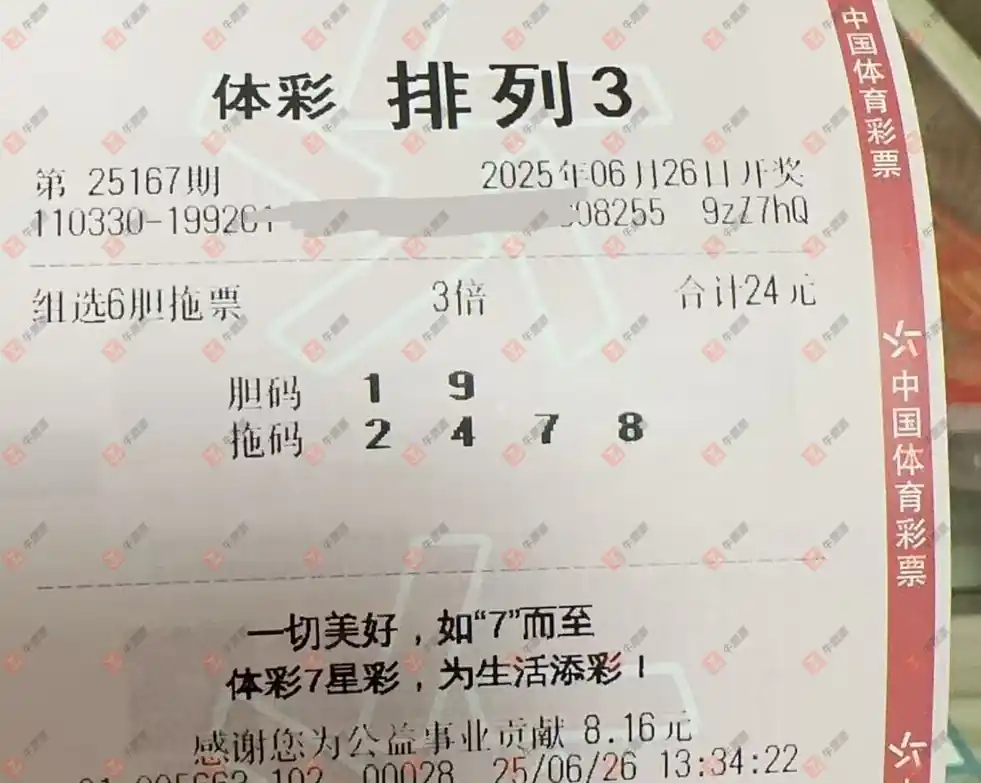 体彩 排列3
第 25167期 2025年06月26日开奖
110330-19920 08255 9zZ7hQ
组选6胆拖票 3倍 合计24元
胆码 1 9
拖码 2 4 7 8
一切美好，如“7”而至
体彩7星彩，为生活添彩！
感谢您为公益事业贡献 8.16元
102 00028 25/06/26 13:34:22
中国体育彩票
中国体育彩票